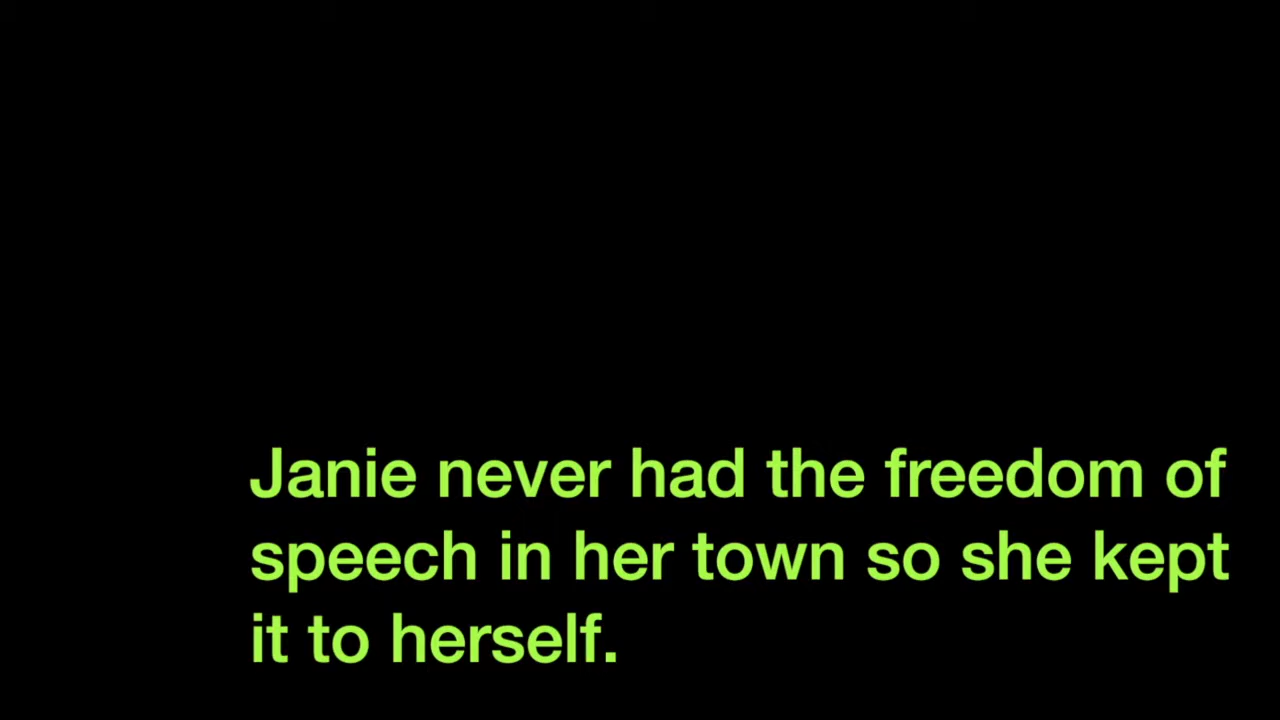 Janie never had the freedom of
speech in her town so she kept
it to herself.